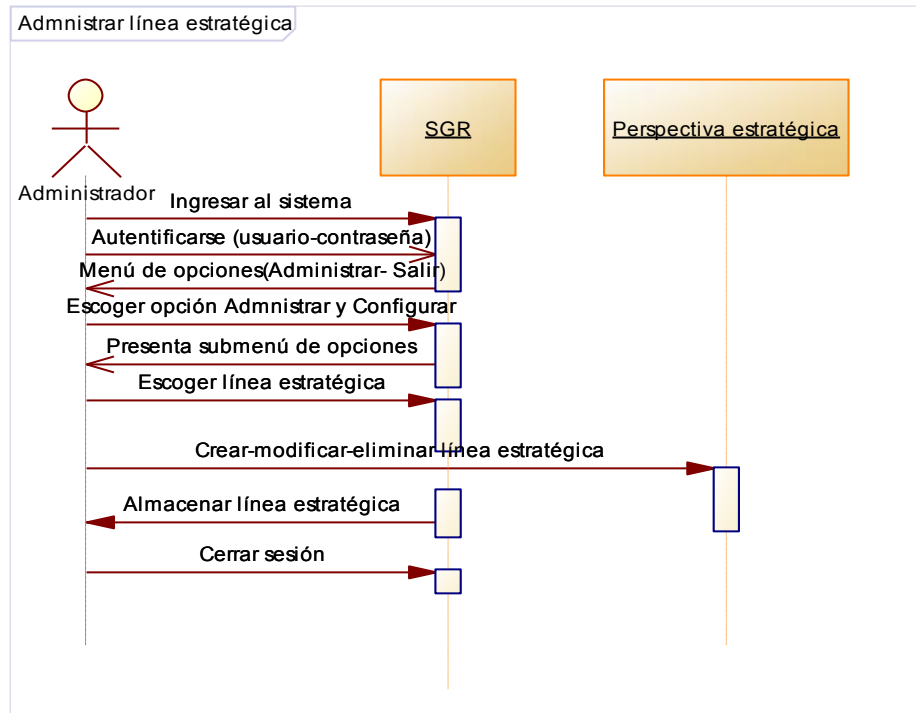 Admnistrar línea estratégica
SGR
Perspectiva estratégica
Administrador
Ingresar al sistema
Autentificarse (usuario-contraseña)
Menú de opciones(Administrar- Salir)
Escoger opción Admnistrar y Configurar
Presenta submenú de opciones
Escoger línea estratégica
Crear-modificar-eliminar línea estratégica
Almacenar línea estratégica
Cerrar sesión